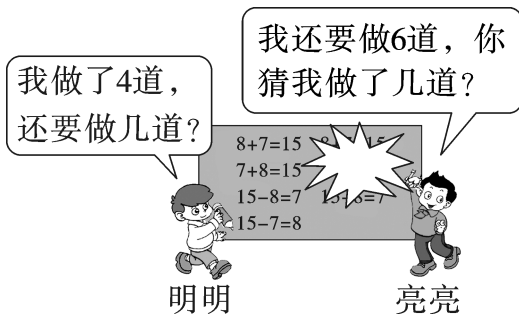 我做了4道，
还要做几道？
我还要做6道，你
猜我做了几道？
8+7=15
7+8=15
15-8=7
15-7=8
明明
亮亮